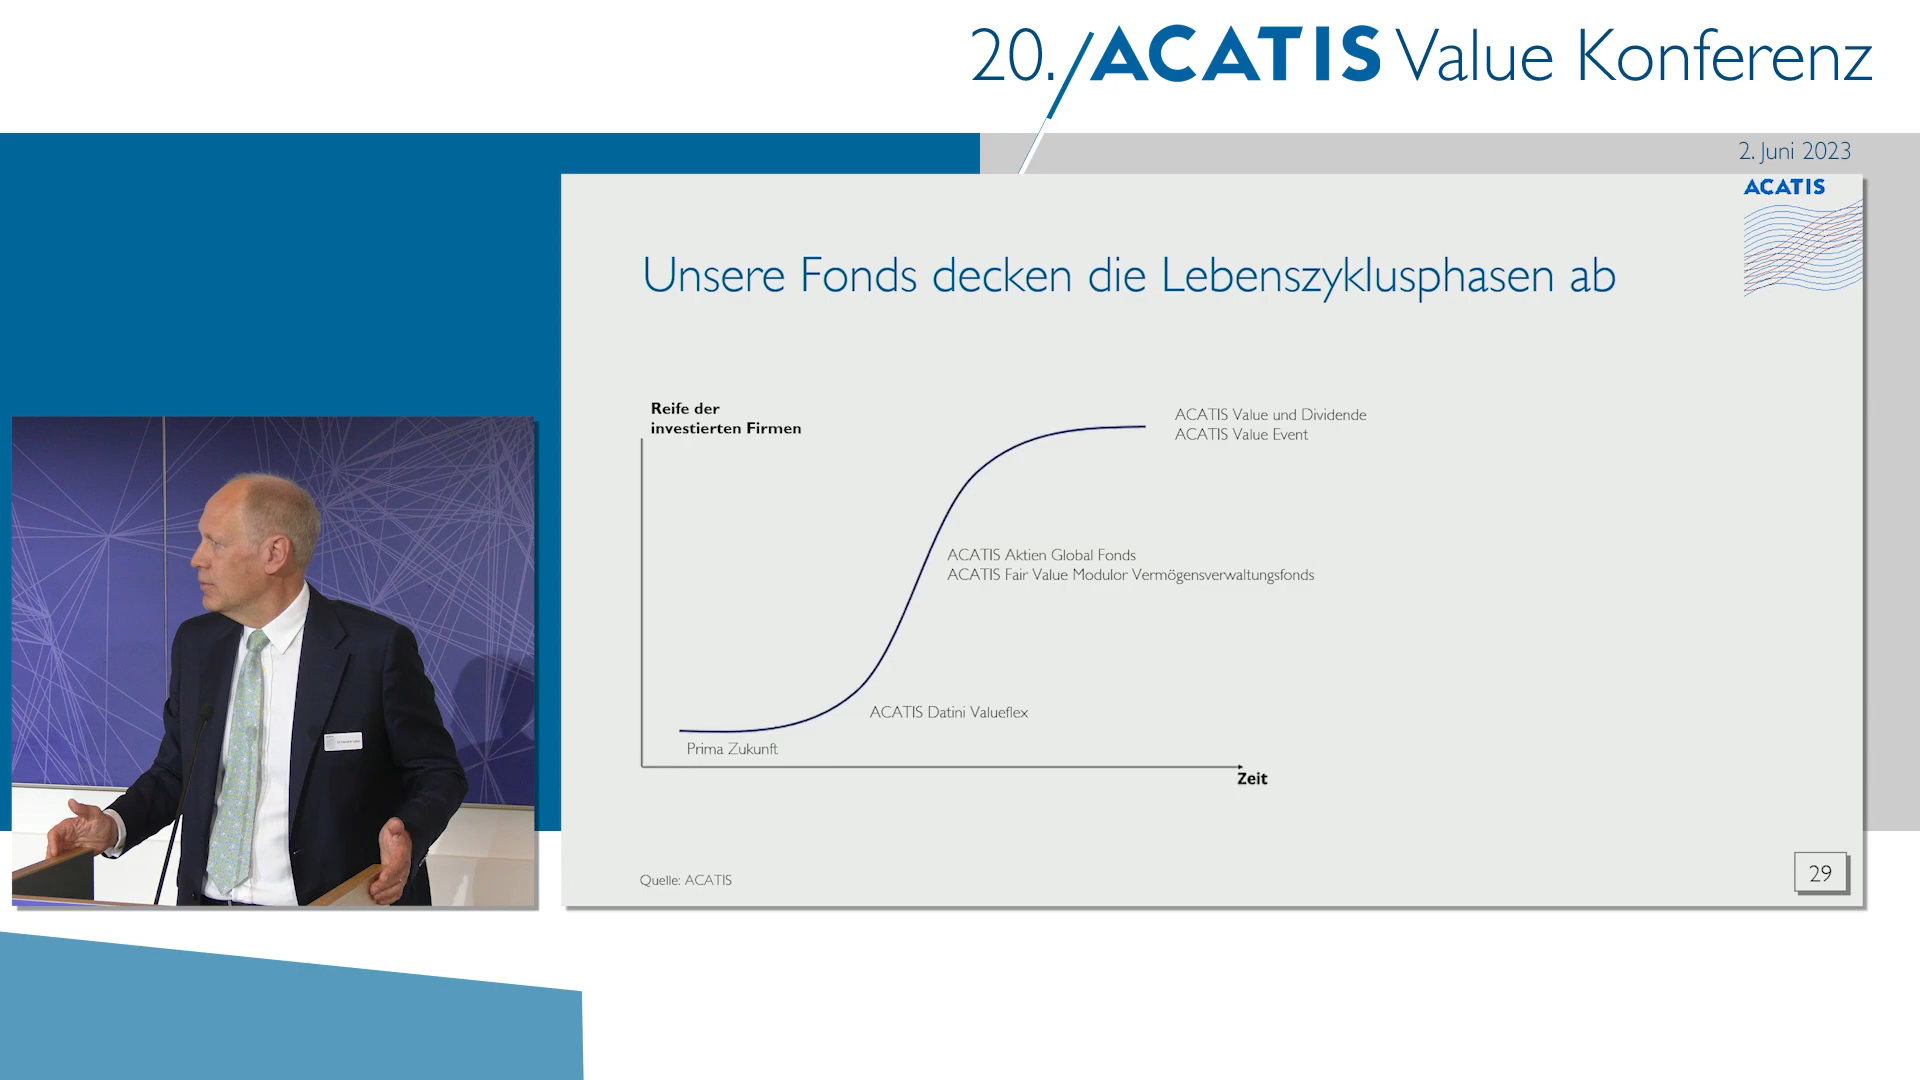 20. ACATIS Value Konferenz
2. Juni 2023
ACATIS
Unsere Fonds decken die Lebenszyklusphasen ab
Reife der
investierten Firmen
ACATIS Value und Dividende
ACATIS Value Event
ACATIS Aktien Global Fonds
ACATIS Fair Value Modulor Vermögensverwaltungsfonds
ACATIS Datini Valueflex
Prima Zukunft
Zeit
Quelle: ACATIS
29